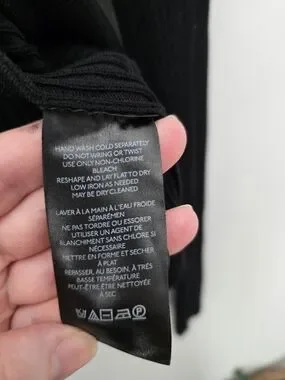 HAND WASH COLD SEPARATELY
DO NOT WRING OR TWIST
USE ONLY NON-CHLORINE
BLEACH
RESHAPE AND LAY FLAT TO DRY
LOW IRON AS NEEDED
MAY BE DRY CLEANED
LAVER À LA MAIN À L'EAU FROIDE
SÉPARÉMEN
NE PAS TORDRE OU ESSORER
UTILISER UN AGENT DE
BLANCHIMENT SANS CHLORE SI
NÉCESSAIRE
METTRE EN FORME ET SÉCHER
À PLAT
REPASSER, AU BESOIN, À TRÈS
BASSE TEMPÉRATURE
PEUT-ÊTRE ÊTRE NETTOYÉE
À SEC